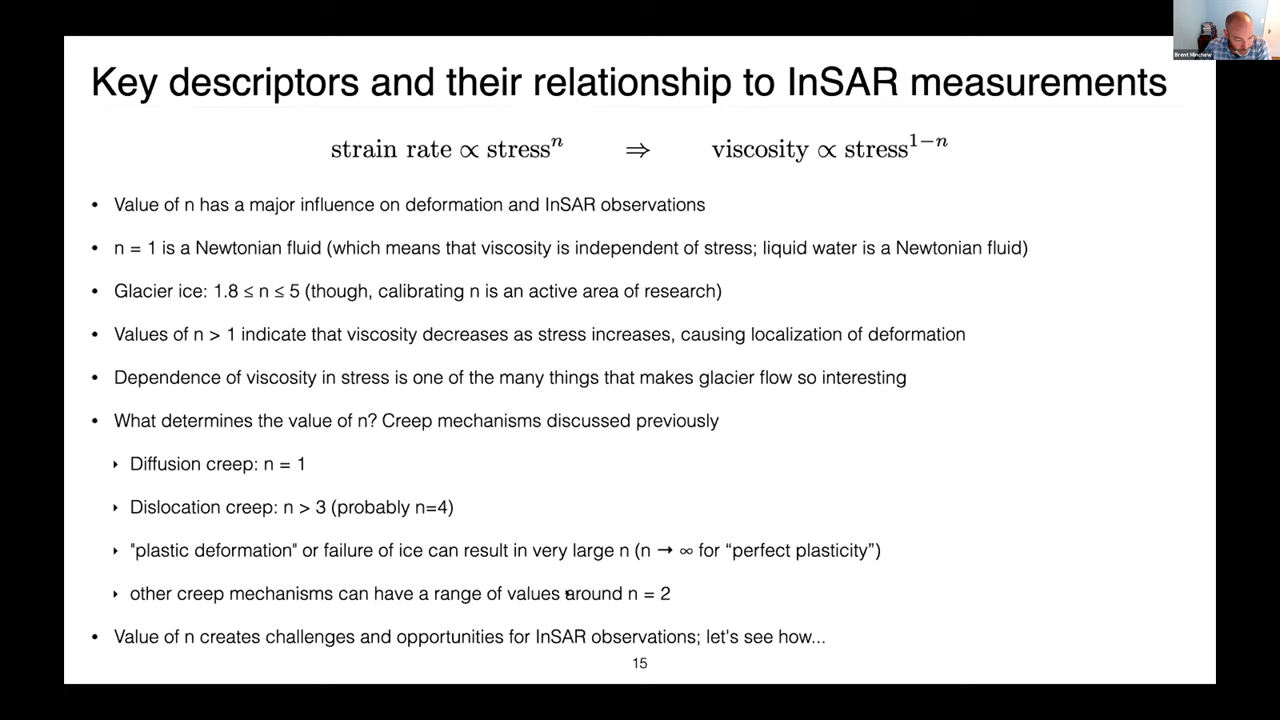 Brent Minchew
Key descriptors and their relationship to InSAR measurements
strain rate ∝ stressⁿ ⇒ viscosity ∝ stress¹⁻ⁿ
• Value of n has a major influence on deformation and InSAR observations
• n = 1 is a Newtonian fluid (which means that viscosity is independent of stress; liquid water is a Newtonian fluid)
• Glacier ice: 1.8 ≤ n ≤ 5 (though, calibrating n is an active area of research)
• Values of n > 1 indicate that viscosity decreases as stress increases, causing localization of deformation
• Dependence of viscosity in stress is one of the many things that makes glacier flow so interesting
• What determines the value of n? Creep mechanisms discussed previously
‣ Diffusion creep: n = 1
‣ Dislocation creep: n > 3 (probably n=4)
‣ "plastic deformation" or failure of ice can result in very large n (n → ∞ for “perfect plasticity”)
‣ other creep mechanisms can have a range of values around n = 2
• Value of n creates challenges and opportunities for InSAR observations; let's see how...
15